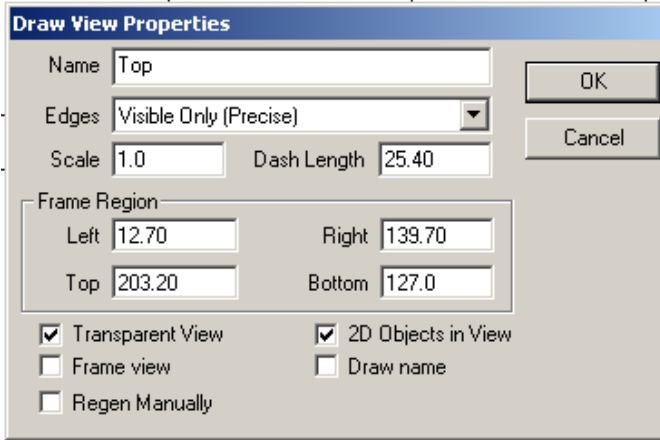 Draw View Properties
Name Top
OK
Edges Visible Only (Precise)
Cancel
Scale 1.0 Dash Length 25.40
Frame Region
Left 12.70 Right 139.70
Top 203.20 Bottom 127.0
Transparent View 2D Objects in View
Frame view Draw name
Regen Manually